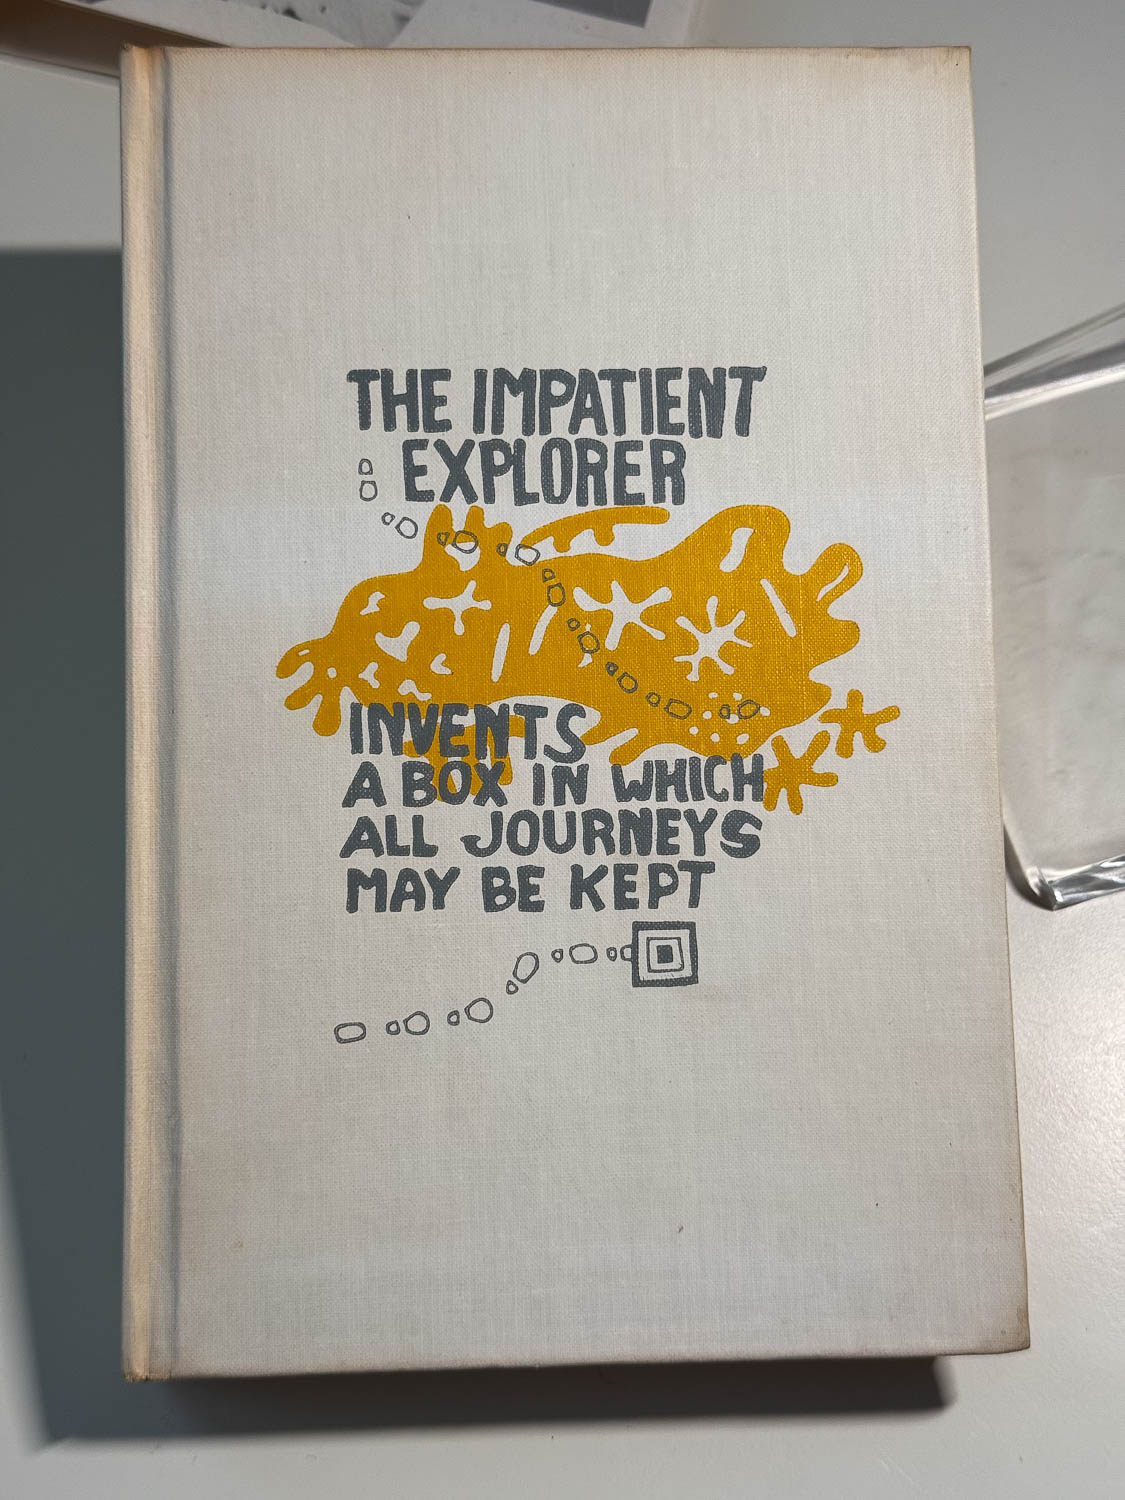 THE IMPATIENT
EXPLORER
INVENTS
A BOX IN WHICH
ALL JOURNEYS
MAY BE KEPT